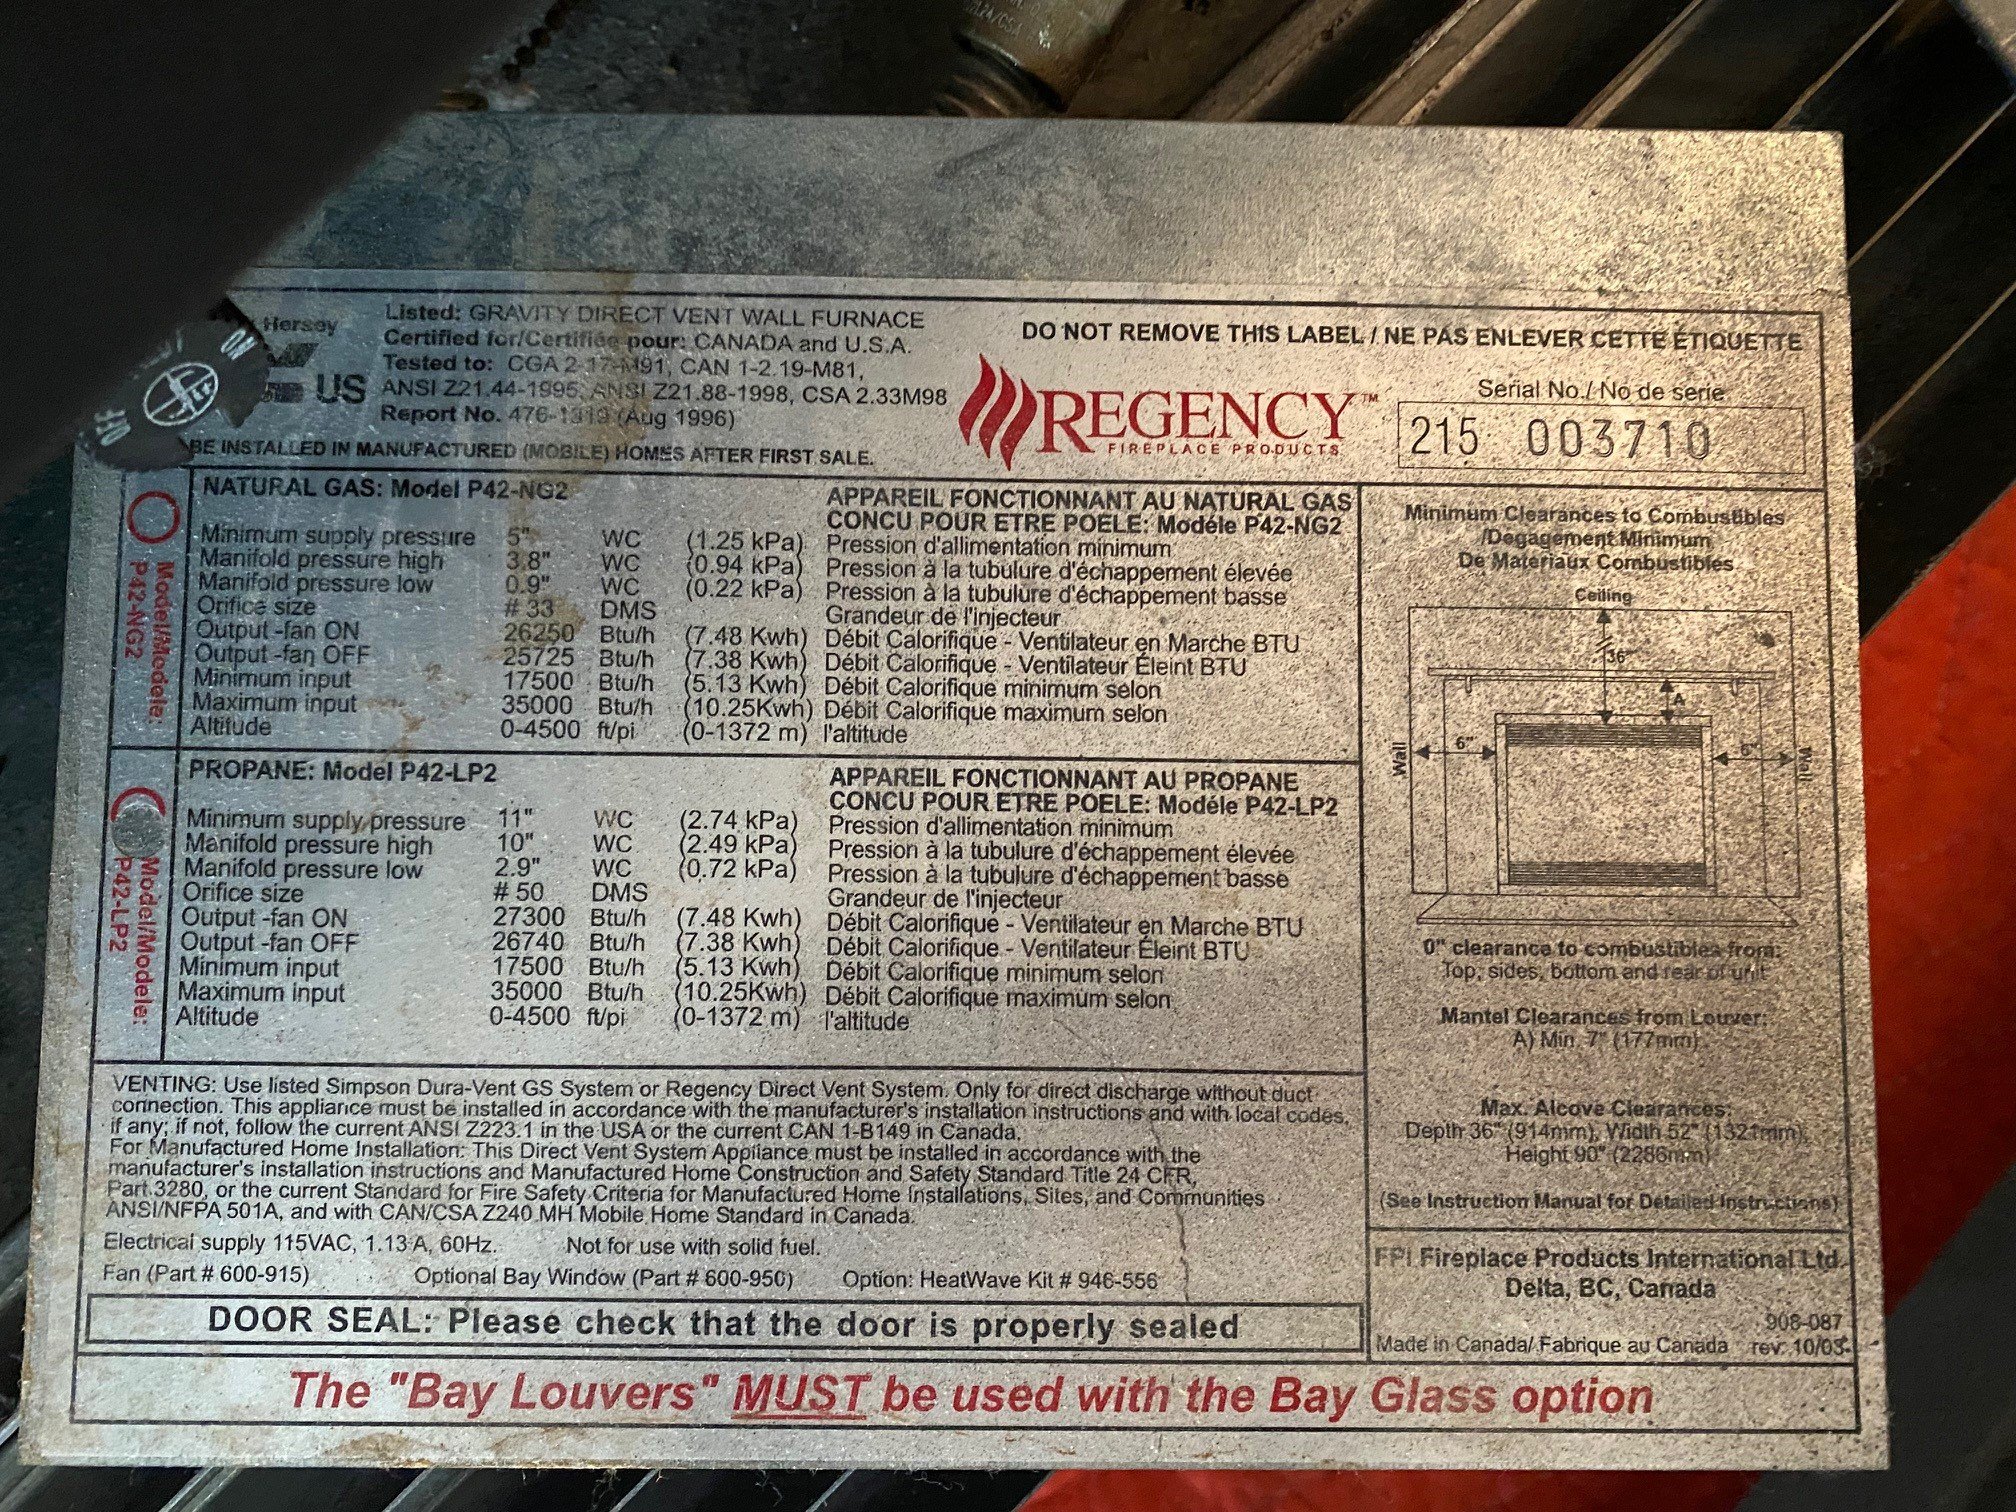 Hersey
US
Listed: GRAVITY DIRECT VENT WALL FURNACE
Certified for/Certifiée pour: CANADA and U.S.A.
Tested to: CGA 2.17-M91, CAN 1-2.19-M81,
ANSI Z21.44-1995, ANSI Z21.88-1998, CSA 2.33M98
Report No. 476-1319 (Aug 1996)
BE INSTALLED IN MANUFACTURED (MOBILE) HOMES AFTER FIRST SALE.
DO NOT REMOVE THIS LABEL / NE PAS ENLEVER CETTE ÉTIQUETTE
REGENCY™
FIREPLACE PRODUCTS
Serial No./ No de serie
215 003710
NO
OFF
Model/Modele:
P42-NG2
NATURAL GAS: Model P42-NG2
APPAREIL FONCTIONNANT AU NATURAL GAS
CONCU POUR ETRE POELE: Modéle P42-NG2
Minimum supply pressure 5" WC (1.25 kPa) Pression d'allimentation minimum
Manifold pressure high 3.8" WC (0.94 kPa) Pression à la tubulure d'échappement élevée
Manifold pressure low 0.9" WC (0.22 kPa) Pression à la tubulure d'échappement basse
Orifice size # 33 DMS Grandeur de l'injecteur
Output -fan ON 26250 Btu/h (7.48 Kwh) Débit Calorifique - Ventilateur en Marche BTU
Output -fan OFF 25725 Btu/h (7.38 Kwh) Débit Calorifique - Ventilateur Éleint BTU
Minimum input 17500 Btu/h (5.13 Kwh) Débit Calorifique minimum selon
Maximum input 35000 Btu/h (10.25Kwh) Débit Calorifique maximum selon
Altitude 0-4500 ft/pi (0-1372 m) l'altitude
Model/Modele:
P42-LP2
PROPANE: Model P42-LP2
APPAREIL FONCTIONNANT AU PROPANE
CONCU POUR ETRE POELE: Modéle P42-LP2
Minimum supply pressure 11" WC (2.74 kPa) Pression d'allimentation minimum
Manifold pressure high 10" WC (2.49 kPa) Pression à la tubulure d'échappement élevée
Manifold pressure low 2.9" WC (0.72 kPa) Pression à la tubulure d'échappement basse
Orifice size # 50 DMS Grandeur de l'injecteur
Output -fan ON 27300 Btu/h (7.48 Kwh) Débit Calorifique - Ventilateur en Marche BTU
Output -fan OFF 26740 Btu/h (7.38 Kwh) Débit Calorifique - Ventilateur Éleint BTU
Minimum input 17500 Btu/h (5.13 Kwh) Débit Calorifique minimum selon
Maximum input 35000 Btu/h (10.25Kwh) Débit Calorifique maximum selon
Altitude 0-4500 ft/pi (0-1372 m) l'altitude
Minimum Clearances to Combustibles
/Degagement Minimum
De Materiaux Combustibles
Ceiling
36"
A
Wall
6"
6"
Wall
0" clearance to combustibles from:
Top, sides, bottom and rear of unit
Mantel Clearances from Louver:
A) Min. 7" (177mm)
Max. Alcove Clearances:
Depth 36" (914mm), Width 52" (1321mm),
Height 90" (2286mm)
(See Instruction Manual for Detailed Instructions)
VENTING: Use listed Simpson Dura-Vent GS System or Regency Direct Vent System. Only for direct discharge without duct
connection. This appliance must be installed in accordance with the manufacturer's installation instructions and with local codes,
if any; if not, follow the current ANSI Z223.1 in the USA or the current CAN 1-B149 in Canada.
For Manufactured Home Installation: This Direct Vent System Appliance must be installed in accordance with the
manufacturer's installation instructions and Manufactured Home Construction and Safety Standard Title 24 CFR,
Part 3280, or the current Standard for Fire Safety Criteria for Manufactured Home Installations, Sites, and Communities
ANSI/NFPA 501A, and with CAN/CSA Z240 MH Mobile Home Standard in Canada.
Electrical supply 115VAC, 1.13 A, 60Hz. Not for use with solid fuel.
Fan (Part # 600-915) Optional Bay Window (Part # 600-950) Option: HeatWave Kit # 946-556
FPI Fireplace Products International Ltd.
Delta, BC, Canada
908-087
Made in Canada/ Fabrique au Canada rev: 10/03
DOOR SEAL: Please check that the door is properly sealed
The "Bay Louvers" MUST be used with the Bay Glass option